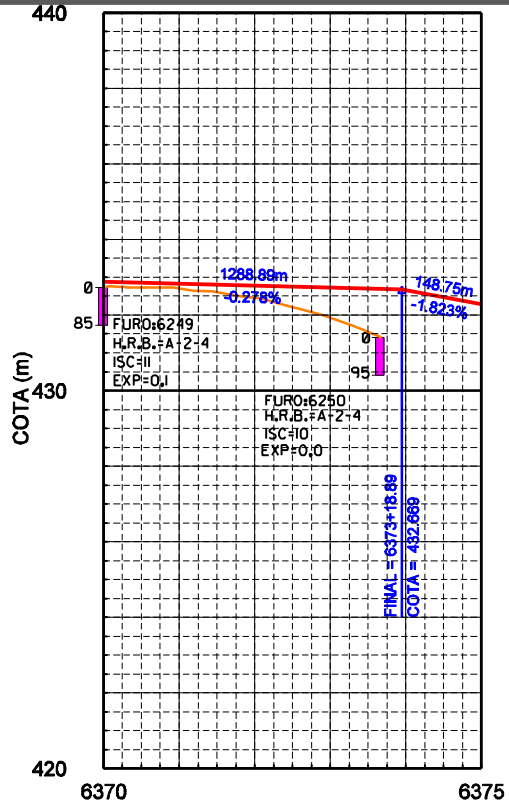 440
1288.89m
-0.278%
148.75m
-1.823%
0
85
FURO:6249
H.R.B.=A-2-4
ISC=11
EXP=0,1
0
95
430
COTA (m)
FURO:6250
H.R.B.=A-2-4
ISC=10
EXP=0,0
FINAL = 6373+18.89
COTA = 432.669
420
6370
6375